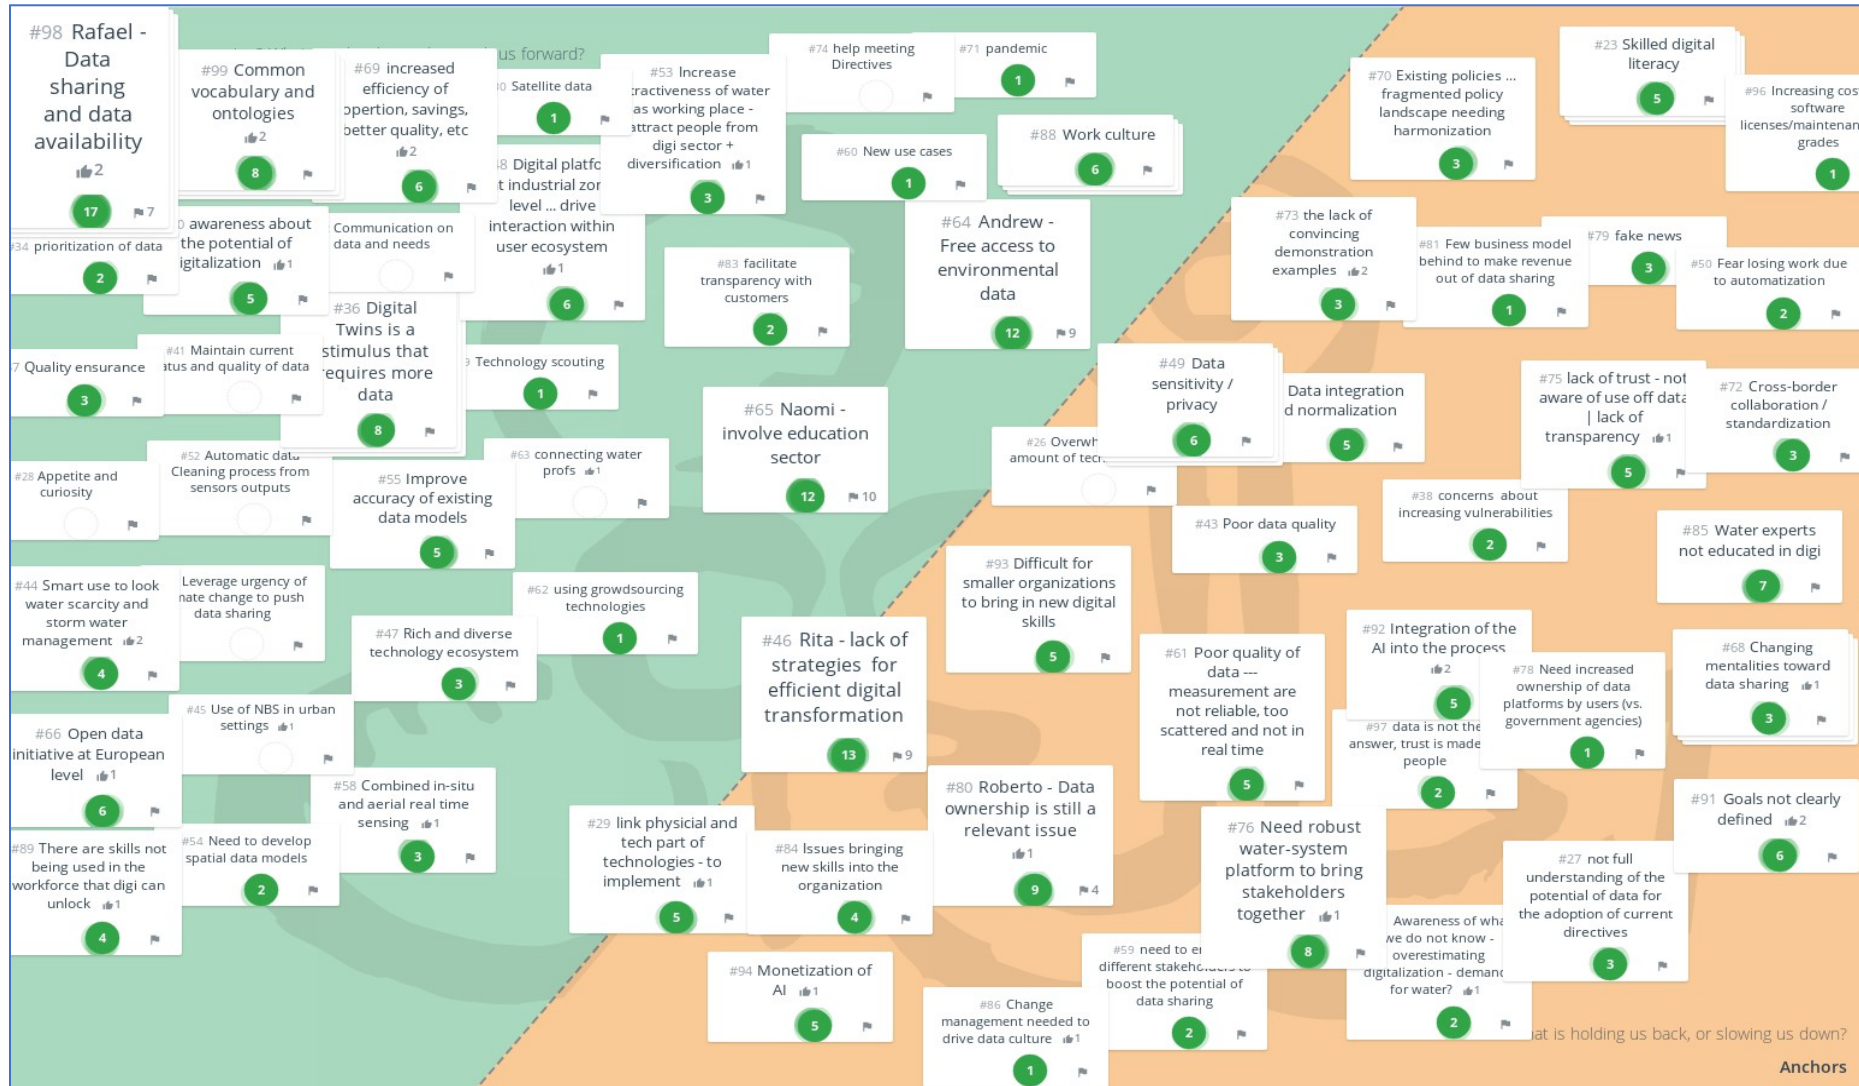 us forward?
#98 Rafael -
Data
sharing
and data
availability
2
17
7
#99 Common
vocabulary and
ontologies
2
8
#69 increased
efficiency of
opertion, savings,
better quality, etc
2
6
Satellite data
1
#53 Increase
as working place -
attract people from
digi sector +
diversification 1
3
#74 help meeting
Directives
#71 pandemic
1
#60 New use cases
1
#88 Work culture
6
#34 prioritization of data
2
awareness about
the potential of
1
5
Communication on
data and needs
Digital
level ... drive
interaction within
user ecosystem
1
6
#83 facilitate
transparency with
customers
2
#64 Andrew -
Free access to
environmental
data
12
9
#36 Digital
Twins is a
stimulus that
requires more
data
8
Quality ensurance
3
#41 Maintain current
and quality of data
Technology scouting
1
#65 Naomi -
involve education
sector
12
10
#28 Appetite and
curiosity
#52 Automatic data
Cleaning process from
sensors outputs
#55 Improve
accuracy of existing
data models
5
#63 connecting water
profs 1
#44 Smart use to look
water scarcity and
storm water
management 2
4
Leverage urgency of
change to push
data sharing
#47 Rich and diverse
technology ecosystem
3
#62 using growdsourcing
technologies
1
#46 Rita - lack of
strategies for
efficient digital
transformation
13
9
#66 Open data
initiative at European
level 1
6
#45 Use of NBS in urban
settings 1
#58 Combined in-situ
and aerial real time
sensing 1
3
#89 There are skills not
being used in the
workforce that digi can
unlock 1
4
#54 Need to develop
spatial data models
2
#29 link physicial and
tech part of
technologies - to
implement 1
5
#84 Issues bringing
new skills into the
organization
4
#80 Roberto - Data
ownership is still a
relevant issue
1
9
4
#94 Monetization of
AI 1
5
#86 Change
management needed to
drive data culture 1
1
#59 need to
different
boost the potential of
data sharing
2
#70 Existing policies ...
fragmented policy
landscape needing
harmonization
3
#23 Skilled digital
literacy
5
#96 Increasing
software
grades
1
#73 the lack of
convincing
demonstration
examples 2
3
#81 Few business model
behind to make revenue
out of data sharing
1
#79 fake news
3
#50 Fear losing work due
to automatization
2
#49 Data
sensitivity /
privacy
6
Data integration
normalization
5
#26
amount of
#75 lack of trust - not
aware of use off data
| lack of
transparency 1
5
#72 Cross-border
collaboration /
standardization
3
#43 Poor data quality
3
#38 concerns about
increasing vulnerabilities
2
#85 Water experts
not educated in digi
7
#93 Difficult for
smaller organizations
to bring in new digital
skills
5
#61 Poor quality of
data ---
measurement are
not reliable, too
scattered and not in
real time
5
#92 Integration of the
AI into the process
2
5
#78 Need increased
ownership of data
platforms by users (vs.
government agencies)
1
#68 Changing
mentalities toward
data sharing 1
3
#97 data is not the
answer, trust is made
people
2
#91 Goals not clearly
defined 2
6
#76 Need robust
water-system
platform to bring
stakeholders
together 1
8
#27 not full
understanding of the
potential of data for
the adoption of current
directives
3
Awareness of what
we do not know -
overestimating
digitalization - demand
for water? 1
2
is holding us back, or slowing us down?
Anchors